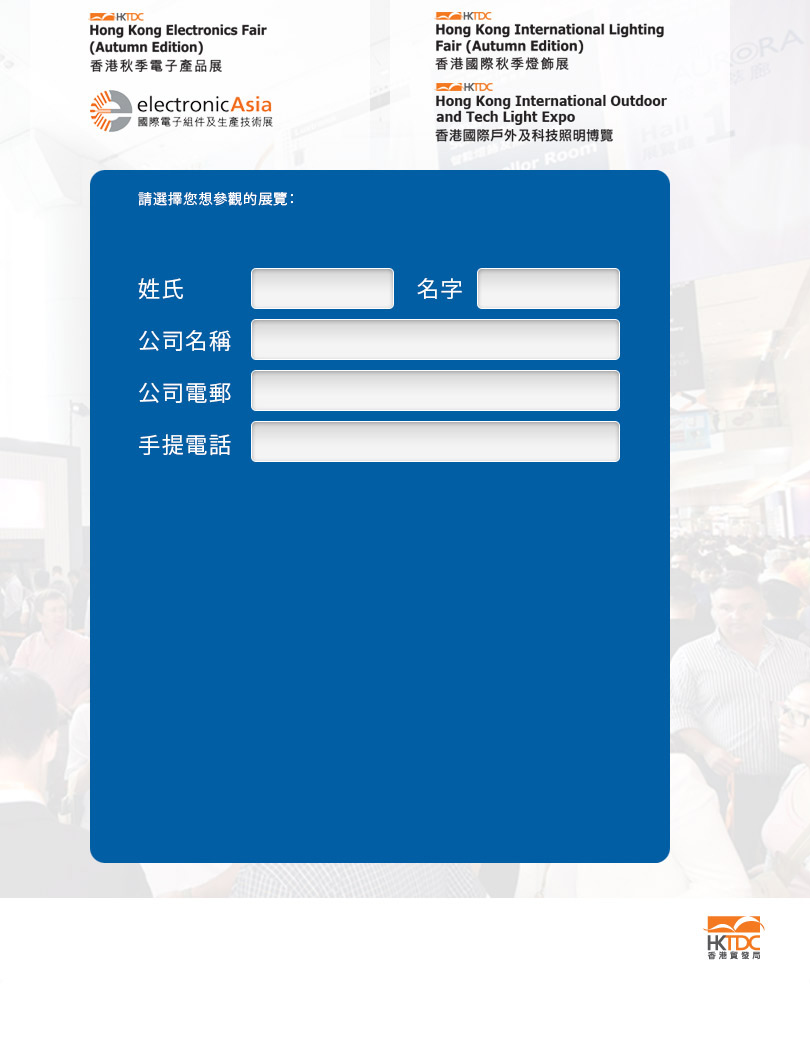 HKTDC
Hong Kong Electronics Fair
(Autumn Edition)
香港秋季電子產品展
electronicAsia
國際電子組件及生產技術展
HKTDC
Hong Kong International Lighting
Fair (Autumn Edition)
香港國際秋季燈飾展
HKTDC
Hong Kong International Outdoor
and Tech Light Expo
香港國際戶外及科技照明博覽
AURORA
Hall 1
llor Room
請選擇您想參觀的展覽：
姓氏
名字
公司名稱
公司電郵
手提電話
HKTDC
香港貿發局